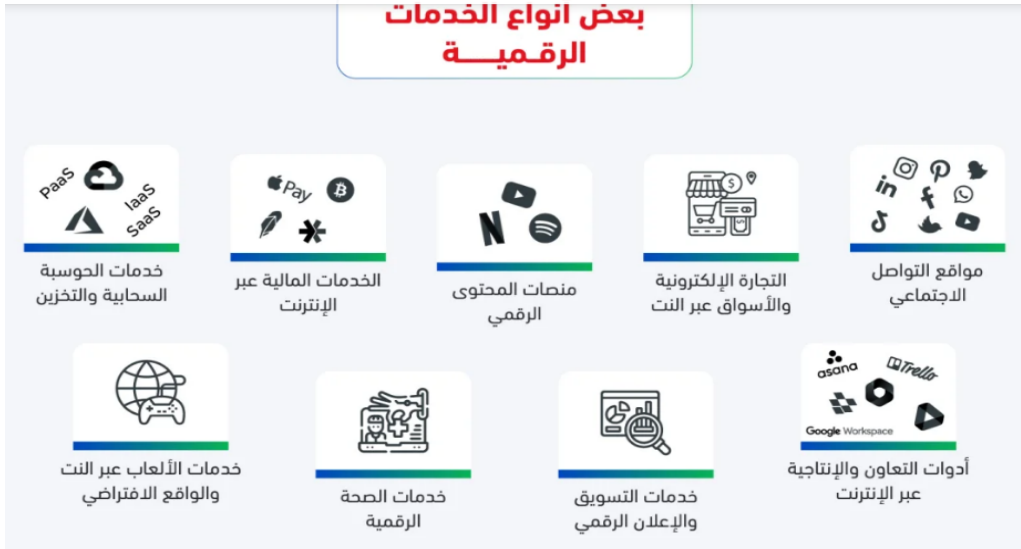 بعض أنواع الخدمات
الرقـميـــــة
مواقع التواصل
الاجتماعي
التجارة الإلكترونية
والأسواق عبر النت
منصات المحتوى
الرقمي
Pay
الخدمات المالية عبر
الإنترنت
PaaS
IaaS
SaaS
خدمات الحوسبة
السحابية والتخزين
asana
Trello
Google Workspace
أدوات التعاون والإنتاجية
عبر الإنترنت
خدمات التسويق
والإعلان الرقمي
خدمات الصحة
الرقمية
خدمات الألعاب عبر النت
والواقع الافتراضي